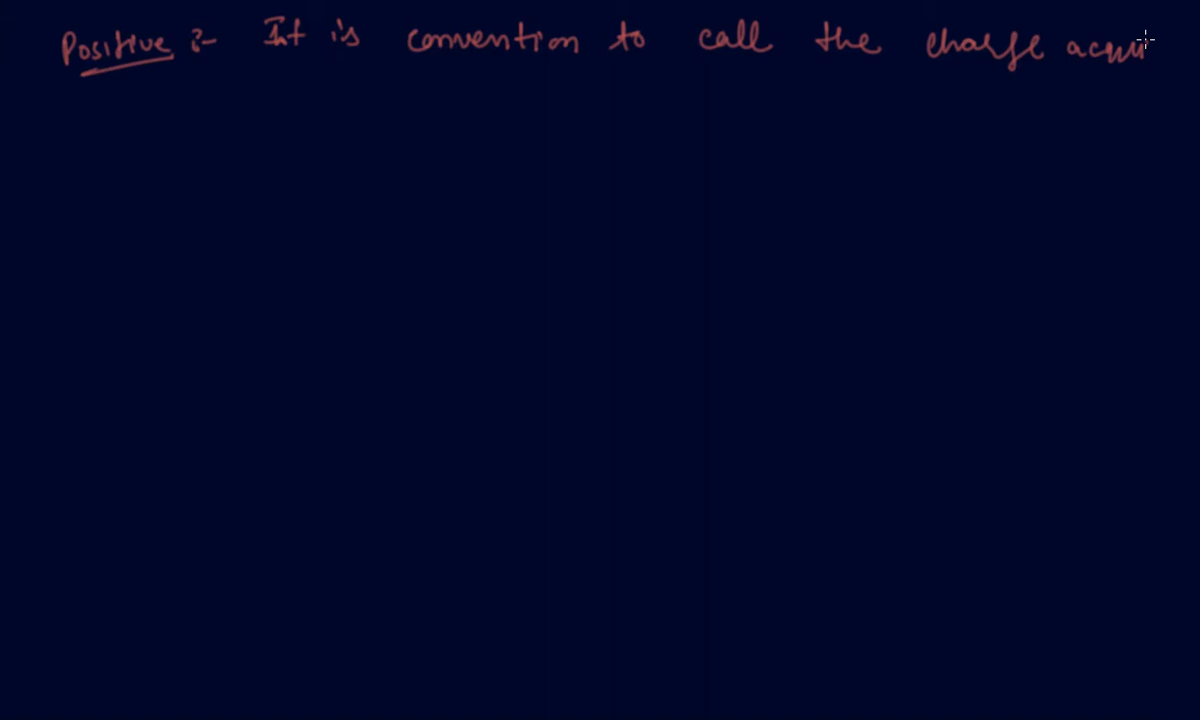 Positive :- It is convention to call the charge